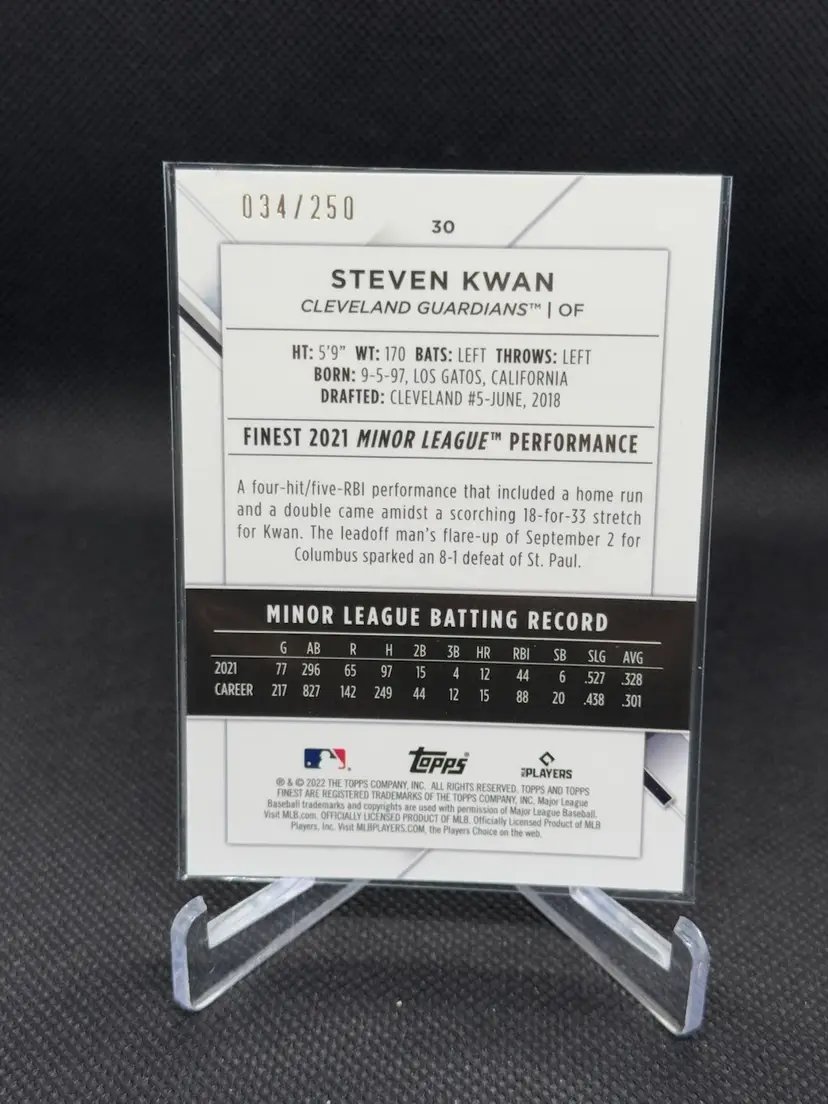 034/250
30
STEVEN KWAN
CLEVELAND GUARDIANS™ | OF
HT: 5'9" WT: 170 BATS: LEFT THROWS: LEFT
BORN: 9-5-97, LOS GATOS, CALIFORNIA
DRAFTED: CLEVELAND #5-JUNE, 2018
FINEST 2021 MINOR LEAGUE™ PERFORMANCE
A four-hit/five-RBI performance that included a home run
and a double came amidst a scorching 18-for-33 stretch
for Kwan. The leadoff man's flare-up of September 2 for
Columbus sparked an 8-1 defeat of St. Paul.
MINOR LEAGUE BATTING RECORD
G AB R H 2B 3B HR RBI SB SLG AVG
2021 77 296 65 97 15 4 12 44 6 .527 .328
CAREER 217 827 142 249 44 12 15 88 20 .438 .301
topps® MLB PLAYERS
® & © 2022 THE TOPPS COMPANY, INC. ALL RIGHTS RESERVED. TOPPS AND TOPPS
FINEST ARE REGISTERED TRADEMARKS OF THE TOPPS COMPANY, INC. Major League
Baseball trademarks and copyrights are used with permission of Major League Baseball.
Visit MLB.com. OFFICIALLY LICENSED PRODUCT OF MLB. Officially Licensed Product of MLB
Players, Inc. Visit MLBPLAYERS.COM, the Players Choice on the web.